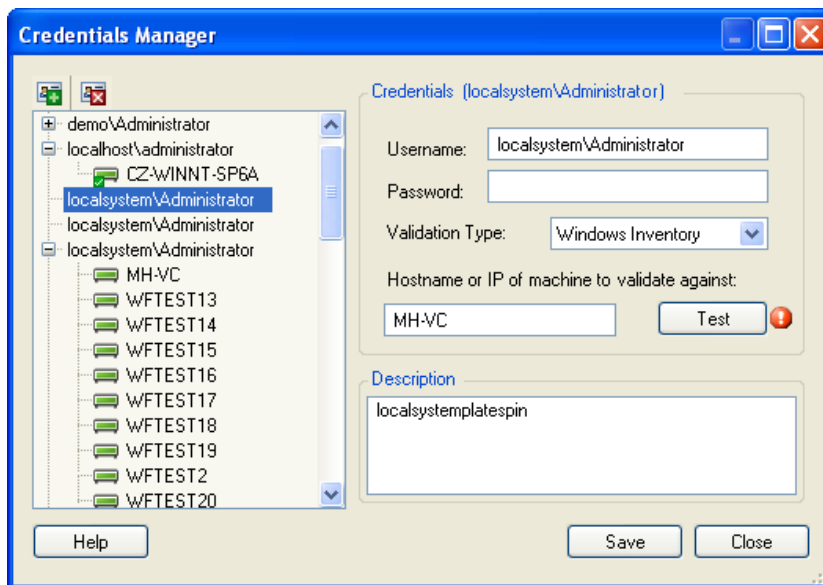 Credentials Manager
demo\Administrator
localhost\administrator
CZ-WINNT-SP6A
localsystem\Administrator
localsystem\Administrator
localsystem\Administrator
MH-VC
WFTEST13
WFTEST14
WFTEST15
WFTEST16
WFTEST17
WFTEST18
WFTEST19
WFTEST2
WFTEST20
Credentials (localsystem\Administrator)
Username: localsystem\Administrator
Password:
Validation Type: Windows Inventory
Hostname or IP of machine to validate against:
MH-VC Test
Description
localsystemplatespin
Help Save Close